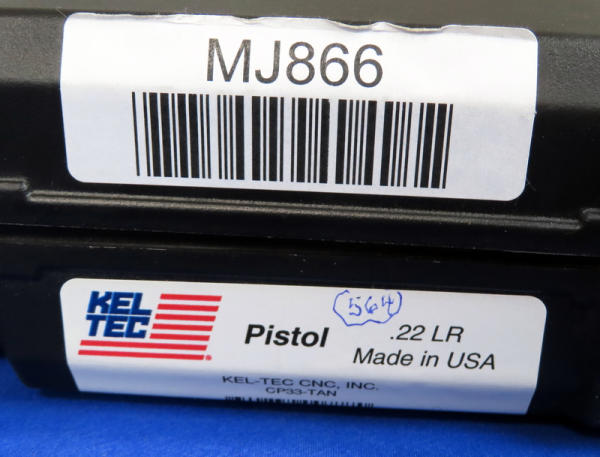 MJ866
KEL
TEC
564
Pistol
.22 LR
Made in USA
KEL-TEC CNC, INC.
CP33-TAN